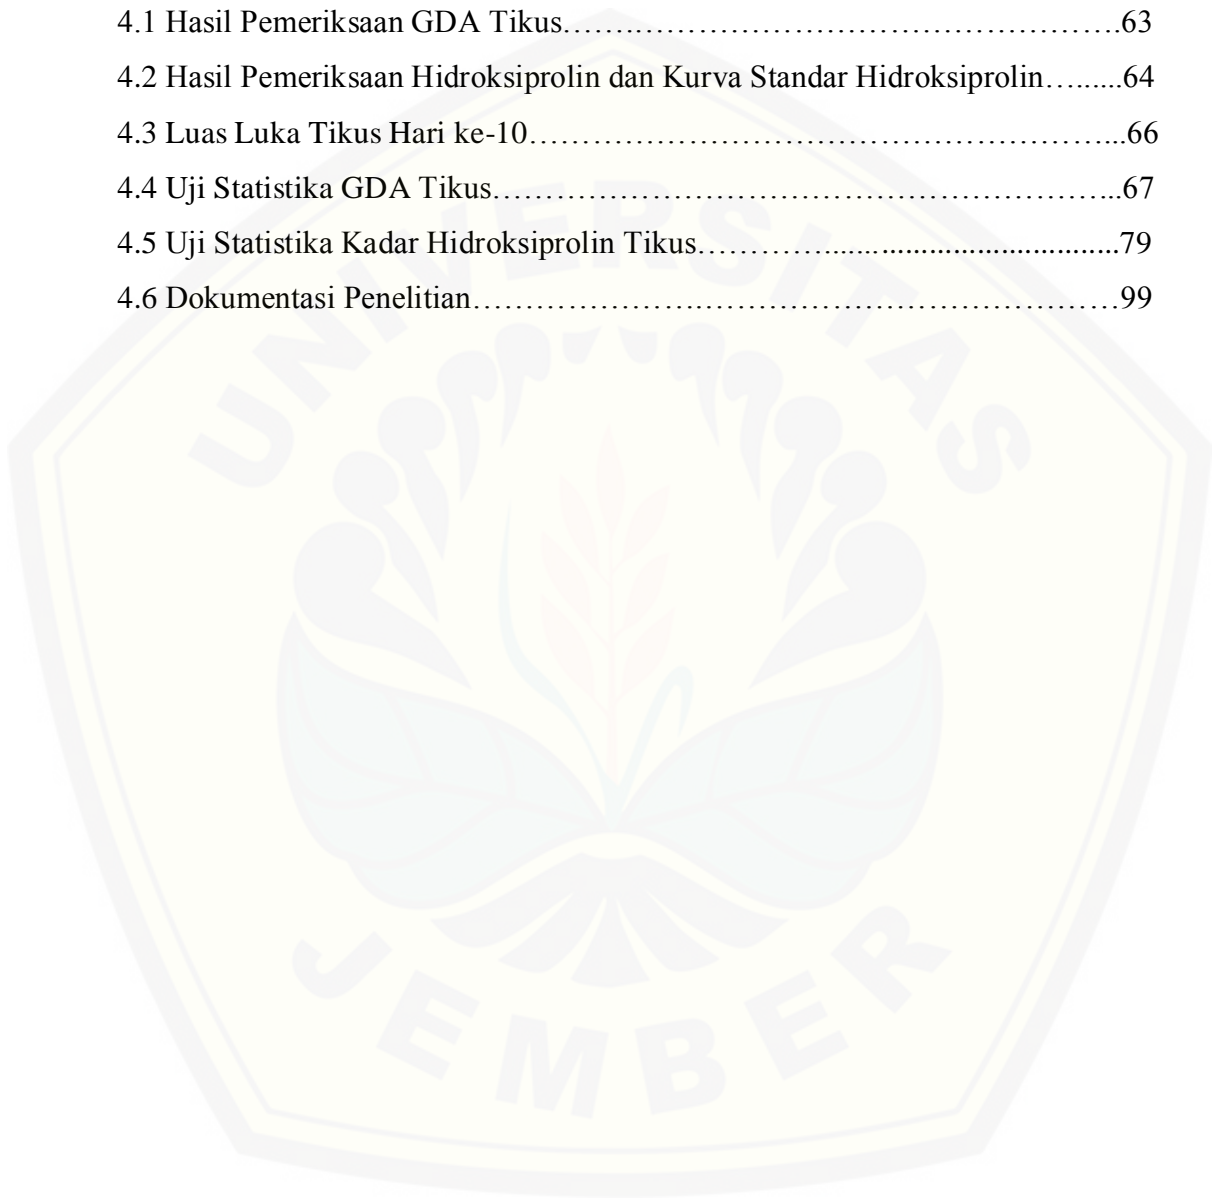 4.1 Hasil Pemeriksaan GDA Tikus……..……………………………………….63
4.2 Hasil Pemeriksaan Hidroksiprolin dan Kurva Standar Hidroksiprolin…......64
4.3 Luas Luka Tikus Hari ke-10………………………………………………...66
4.4 Uji Statistika GDA Tikus…………………………………………………...67
4.5 Uji Statistika Kadar Hidroksiprolin Tikus…………......................................79
4.6 Dokumentasi Penelitian……………………………………………………99
UNIVERSITAS
JEMBER